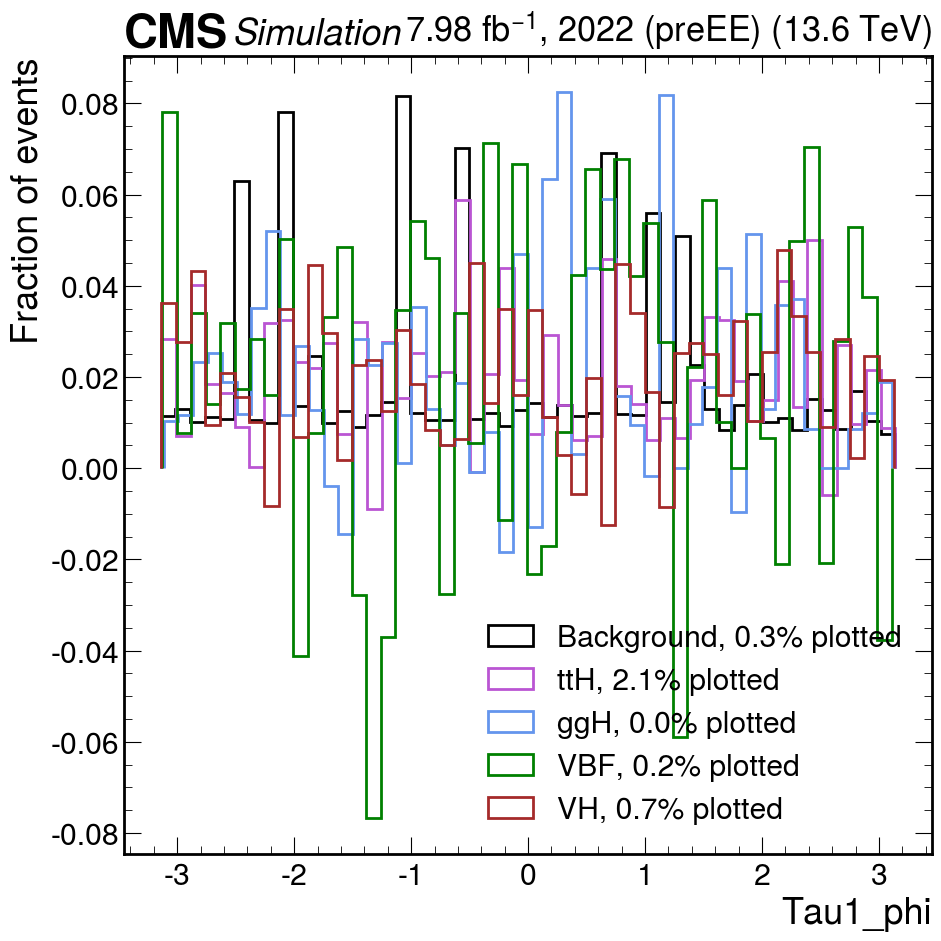 CMS Simulation 7.98 fb⁻¹, 2022 (preEE) (13.6 TeV)
Fraction of events
0.08
0.06
0.04
0.02
0.00
-0.02
-0.04
-0.06
-0.08
Background, 0.3% plotted
ttH, 2.1% plotted
ggH, 0.0% plotted
VBF, 0.2% plotted
VH, 0.7% plotted
-3 -2 -1 0 1 2 3
Tau1_phi